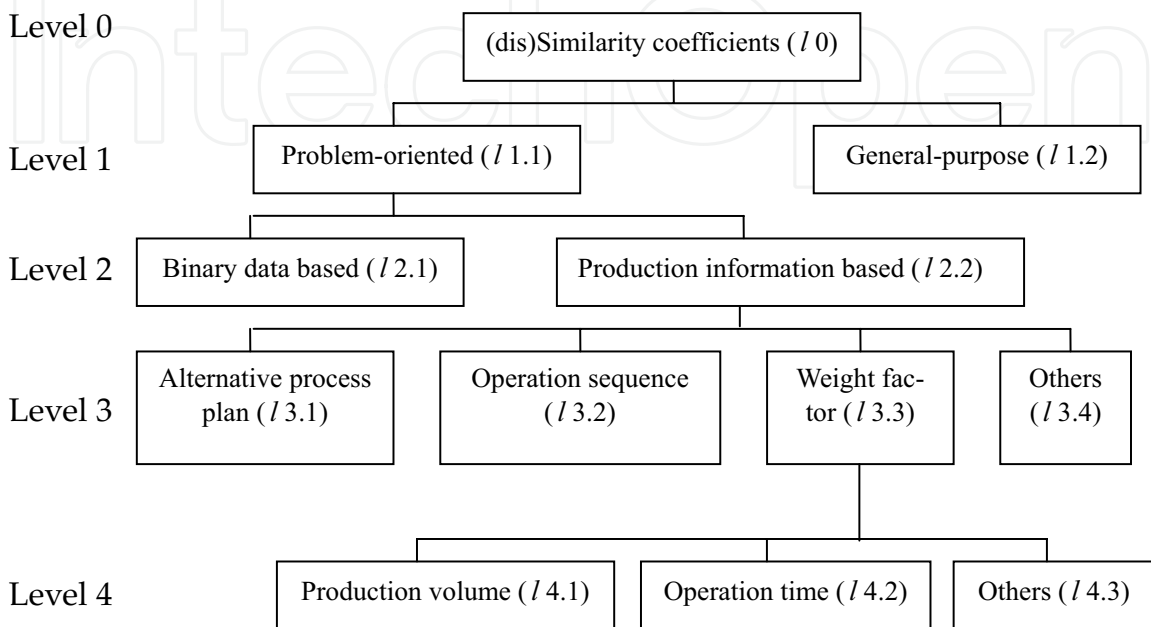 IntechOpen
Level 0
(dis)Similarity coefficients (l 0)
Level 1
Problem-oriented (l 1.1)
General-purpose (l 1.2)
Level 2
Binary data based (l 2.1)
Production information based (l 2.2)
Level 3
Alternative process
plan (l 3.1)
Operation sequence
(l 3.2)
Weight fac-
tor (l 3.3)
Others
(l 3.4)
Level 4
Production volume (l 4.1)
Operation time (l 4.2)
Others (l 4.3)